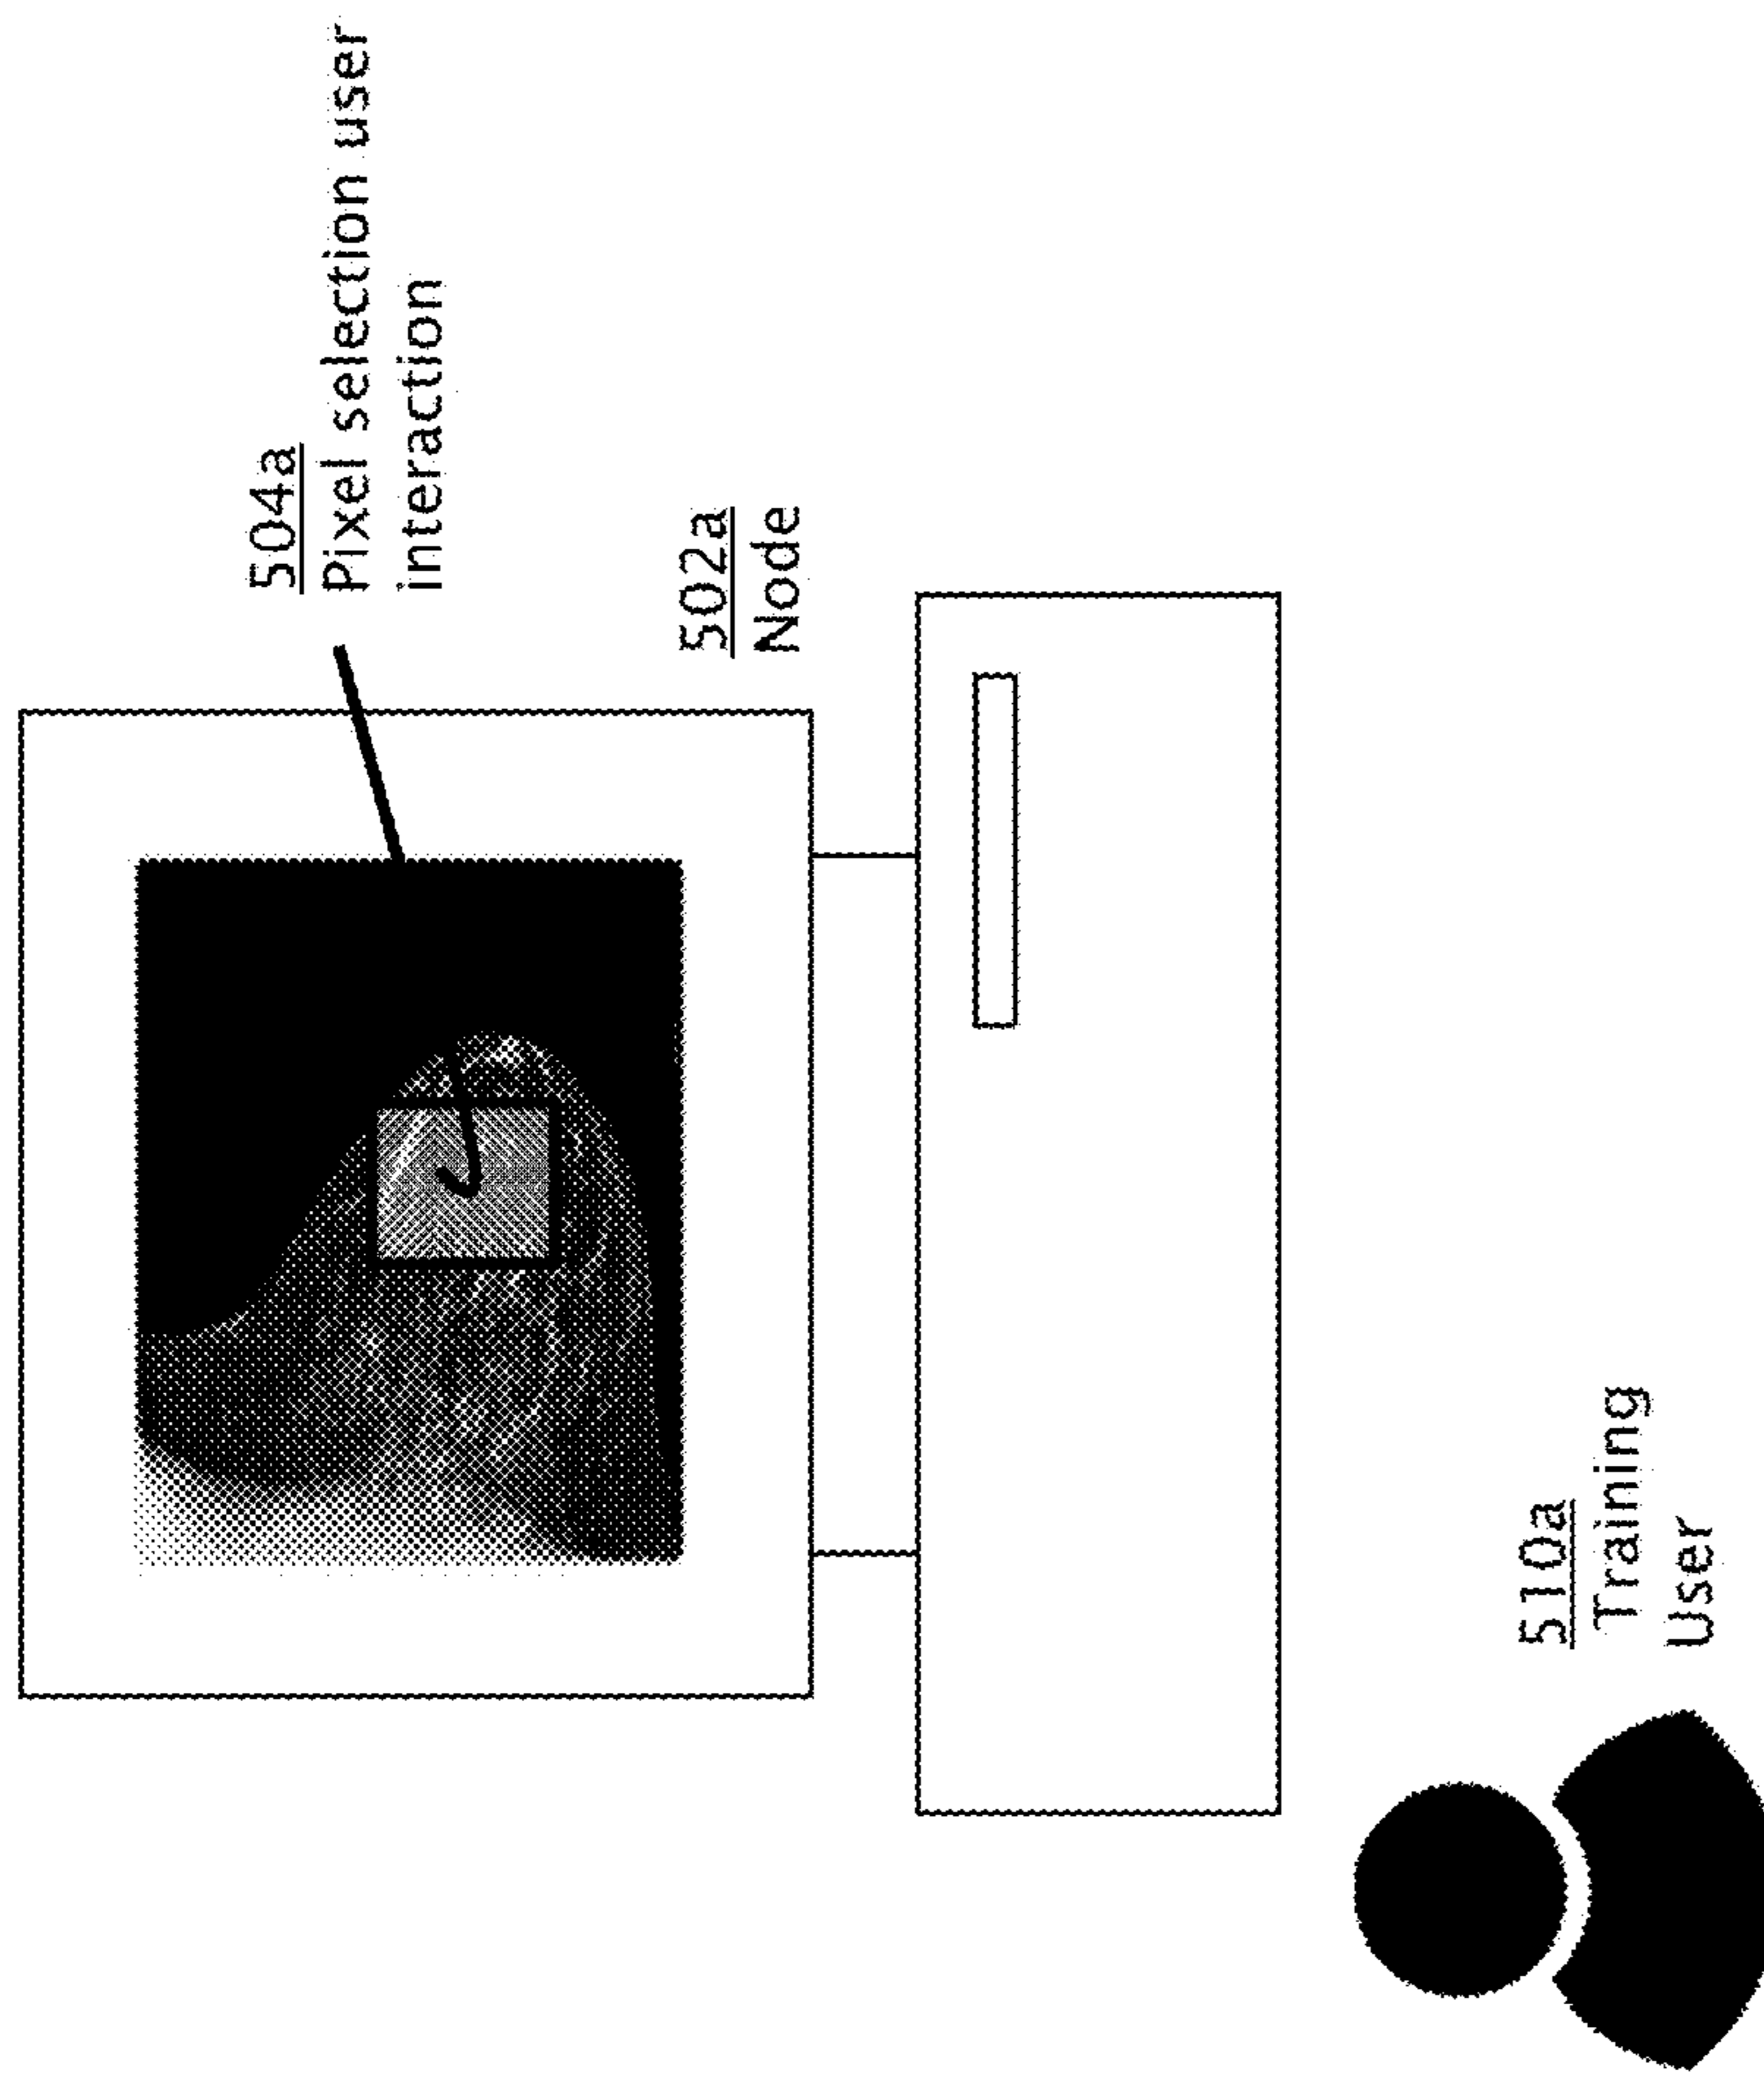 504a
Pixel selection user
interaction
502a
Node
510a
Training
User